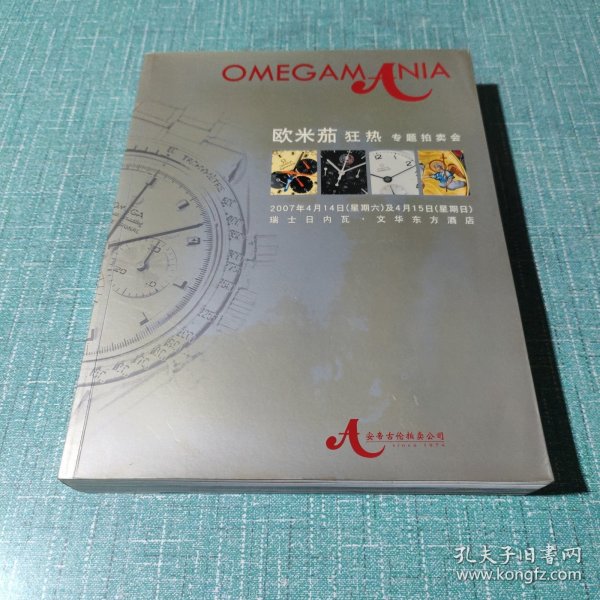 OMEGAMANIA
欧米茄 狂热 专题拍卖会
2007年4月14日(星期六)及4月15日(星期日)
瑞士日内瓦·文华东方酒店
安帝古伦拍卖公司
since 1974
孔夫子旧书网
www.kongfz.com